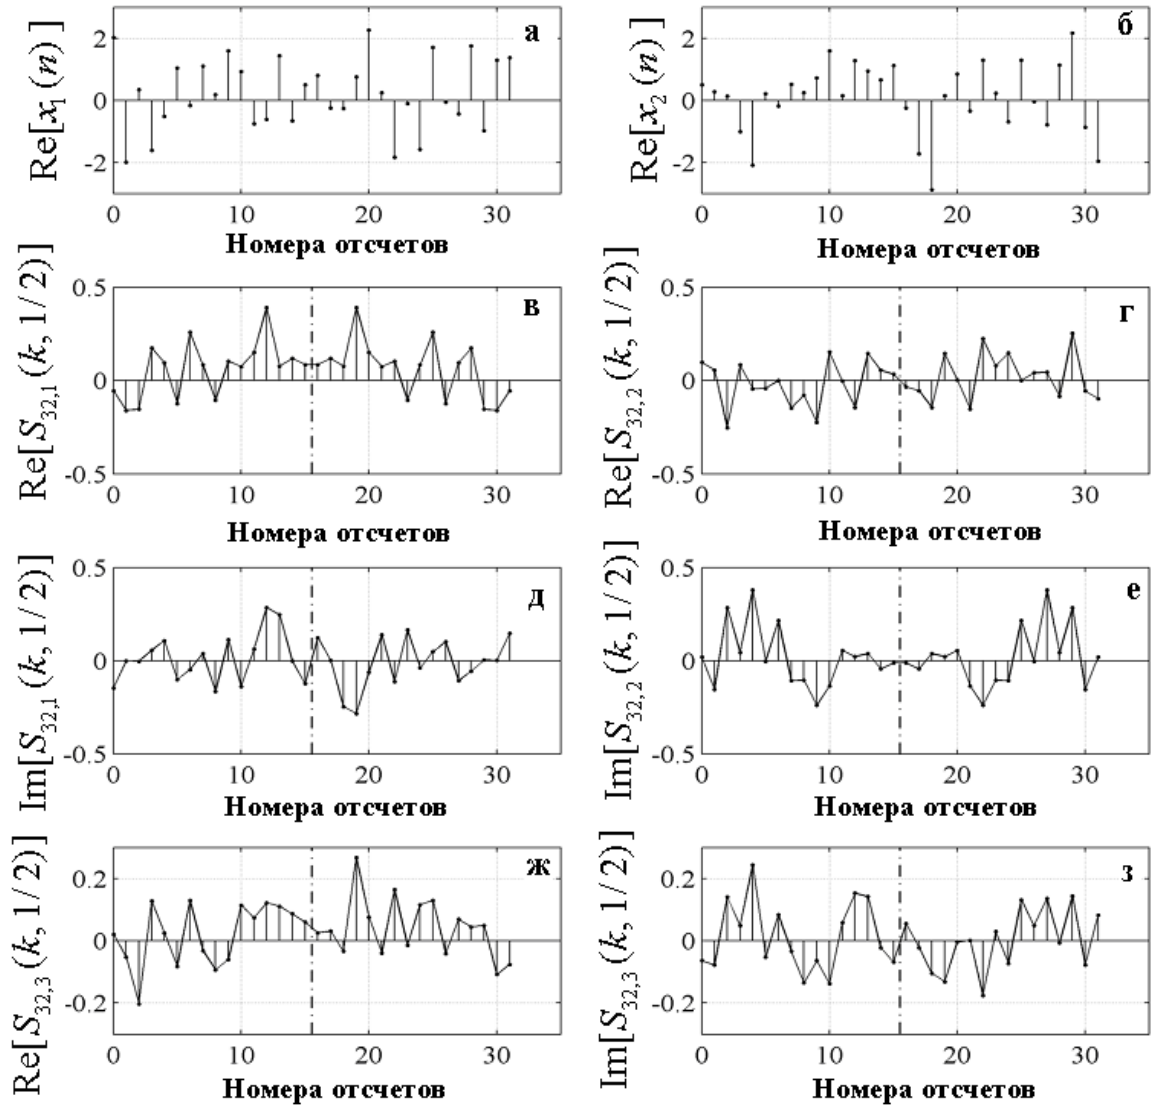 Re[x₁(n)]
2
0
-2
а
0 10 20 30
Номера отсчетов
Re[x₂(n)]
2
0
-2
б
0 10 20 30
Номера отсчетов
Re[S₃₂,₁(k, 1/2)]
0.5
0
-0.5
в
0 10 20 30
Номера отсчетов
Re[S₃₂,₂(k, 1/2)]
0.5
0
-0.5
г
0 10 20 30
Номера отсчетов
Im[S₃₂,₁(k, 1/2)]
0.5
0
-0.5
д
0 10 20 30
Номера отсчетов
Im[S₃₂,₂(k, 1/2)]
0.5
0
-0.5
е
0 10 20 30
Номера отсчетов
Re[S₃₂,₃(k, 1/2)]
0.2
0
-0.2
ж
0 10 20 30
Номера отсчетов
Im[S₃₂,₃(k, 1/2)]
0.2
0
-0.2
з
0 10 20 30
Номера отсчетов